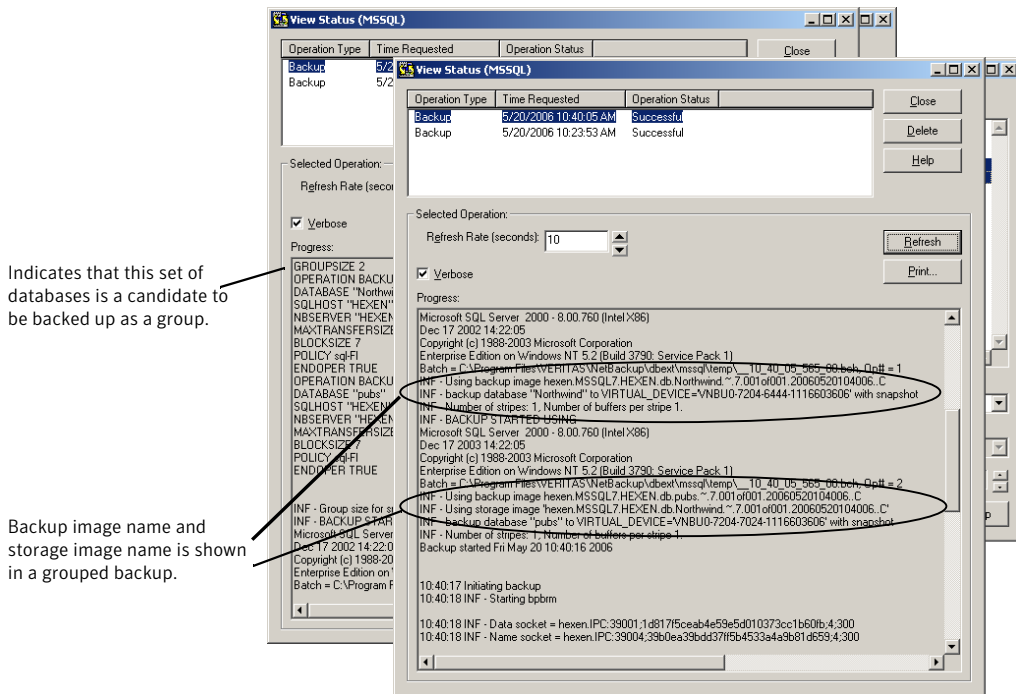 View Status (MSSQL)
Operation Type Time Requested Operation Status
Close
Backup 5/2
Backup 5/2
Selected Operation:
Refresh Rate (secon
Verbose
Progress:
GROUPSIZE 2
OPERATION BACKU
DATABASE "Northwi
SQLHOST "HEXEN"
NBSERVER "HEXEN
MAXTRANSFERSIZE
BLOCKSIZE 7
POLICY sql-FI
ENDOPER TRUE
OPERATION BACKU
DATABASE "pubs"
SQLHOST "HEXEN"
NBSERVER "HEXEN
MAXTRANSFERSIZE
BLOCKSIZE 7
POLICY sql-FI
ENDOPER TRUE
INF - Group size for s
INF - BACKUP STAR
Microsoft SQL Server
Dec 17 2002 14:22:0
Copyright (c) 1988-20
Enterprise Edition on
Batch = C:\Program F
View Status (MSSQL)
Operation Type Time Requested Operation Status
Backup 5/20/2006 10:40:05 AM Successful
Backup 5/20/2006 10:23:53 AM Successful
Close
Delete
Help
Selected Operation:
Refresh Rate (seconds): 10
Refresh
Verbose
Print...
Progress:
Microsoft SQL Server 2000 - 8.00.760 (Intel X86)
Dec 17 2002 14:22:05
Copyright (c) 1988-2003 Microsoft Corporation
Enterprise Edition on Windows NT 5.2 (Build 3790: Service Pack 1)
Batch = C:\Program Files\VERITAS\NetBackup\dbext\mssql\temp\__10_40_05_565_00.bch, Op# = 1
INF - Using backup image hexen.MSSQL7.HEXEN.db.Northwind.~.7.001of001.20060520104006..C
INF - backup database "Northwind" to VIRTUAL_DEVICE='VNBU0-7204-6444-1116603606' with snapshot
INF - Number of stripes: 1, Number of buffers per stripe 1.
INF - BACKUP STARTED USING
Microsoft SQL Server 2000 - 8.00.760 (Intel X86)
Dec 17 2003 14:22:05
Copyright (c) 1988-2003 Microsoft Corporation
Enterprise Edition on Windows NT 5.2 (Build 3790: Service Pack 1)
Batch = C:\Program Files\VERITAS\NetBackup\dbext\mssql\temp\__10_40_05_565_00.bch, Op# = 2
INF - Using backup image hexen.MSSQL7.HEXEN.db.pubs.~.7.001of001.20060520104006..C
INF - Using storage image 'hexen.MSSQL7.HEXEN.db.Northwind.~.7.001of001.20060520104006..C'
INF - backup database "pubs" to VIRTUAL_DEVICE='VNBU0-7204-7024-1116603606' with snapshot
INF - Number of stripes: 1, Number of buffers per stripe 1.
Backup started Fri May 20 10:40:16 2006
10:40:17 Initiating backup
10:40:18 INF - Starting bpbrm
10:40:18 INF - Data socket = hexen.IPC:39001;1d817f5ceab4e59e5d010373cc1b60fb;4;300
10:40:18 INF - Name socket = hexen.IPC:39004;39b0ea39bdd37ff5b4533a4a9b81d659;4;300
Indicates that this set of
databases is a candidate to
be backed up as a group.
Backup image name and
storage image name is shown
in a grouped backup.